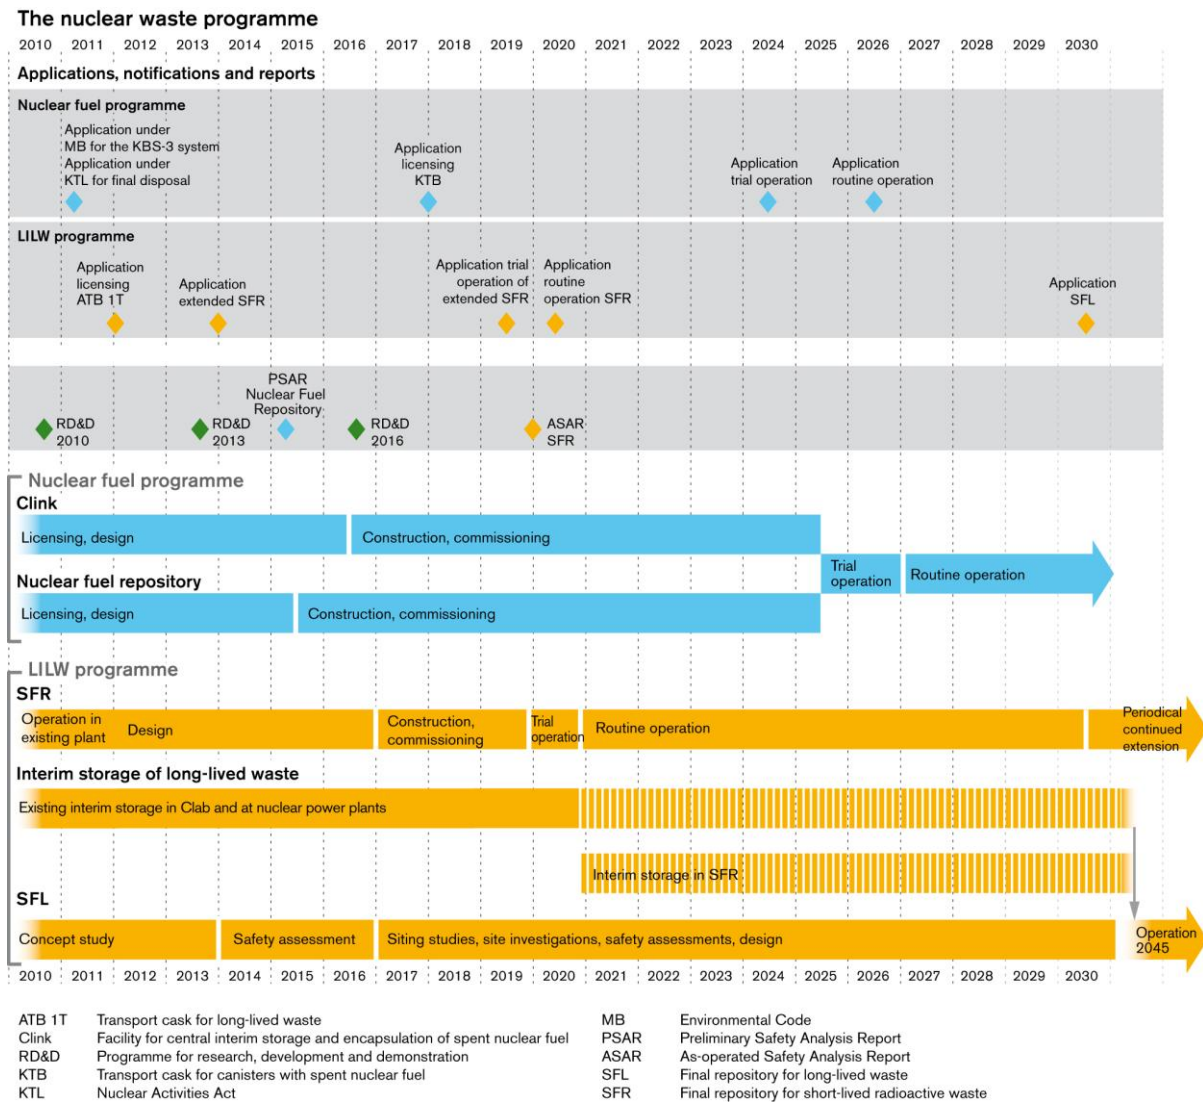 The nuclear waste programme
2010 2011 2012 2013 2014 2015 2016 2017 2018 2019 2020 2021 2022 2023 2024 2025 2026 2027 2028 2029 2030
Applications, notifications and reports
Nuclear fuel programme
Application under
MB for the KBS-3 system
Application under
KTL for final disposal
Application
licensing
KTB
Application
trial operation
Application
routine operation
LILW programme
Application
licensing
ATB 1T
Application
extended SFR
Application trial
operation of
extended SFR
Application
routine
operation SFR
Application
SFL
RD&D
2010
RD&D
2013
PSAR
Nuclear Fuel
Repository
RD&D
2016
ASAR
SFR
Nuclear fuel programme
Clink
Licensing, design
Construction, commissioning
Trial
operation
Routine operation
Nuclear fuel repository
Licensing, design
Construction, commissioning
LILW programme
SFR
Operation in
existing plant
Design
Construction,
commissioning
Trial
operation
Routine operation
Periodical
continued
extension
Interim storage of long-lived waste
Existing interim storage in Clab and at nuclear power plants
Interim storage in SFR
SFL
Concept study
Safety assessment
Siting studies, site investigations, safety assessments, design
Operation
2045
2010 2011 2012 2013 2014 2015 2016 2017 2018 2019 2020 2021 2022 2023 2024 2025 2026 2027 2028 2029 2030
ATB 1T Transport cask for long-lived waste
Clink Facility for central interim storage and encapsulation of spent nuclear fuel
RD&D Programme for research, development and demonstration
KTB Transport cask for canisters with spent nuclear fuel
KTL Nuclear Activities Act
MB Environmental Code
PSAR Preliminary Safety Analysis Report
ASAR As-operated Safety Analysis Report
SFL Final repository for long-lived waste
SFR Final repository for short-lived radioactive waste